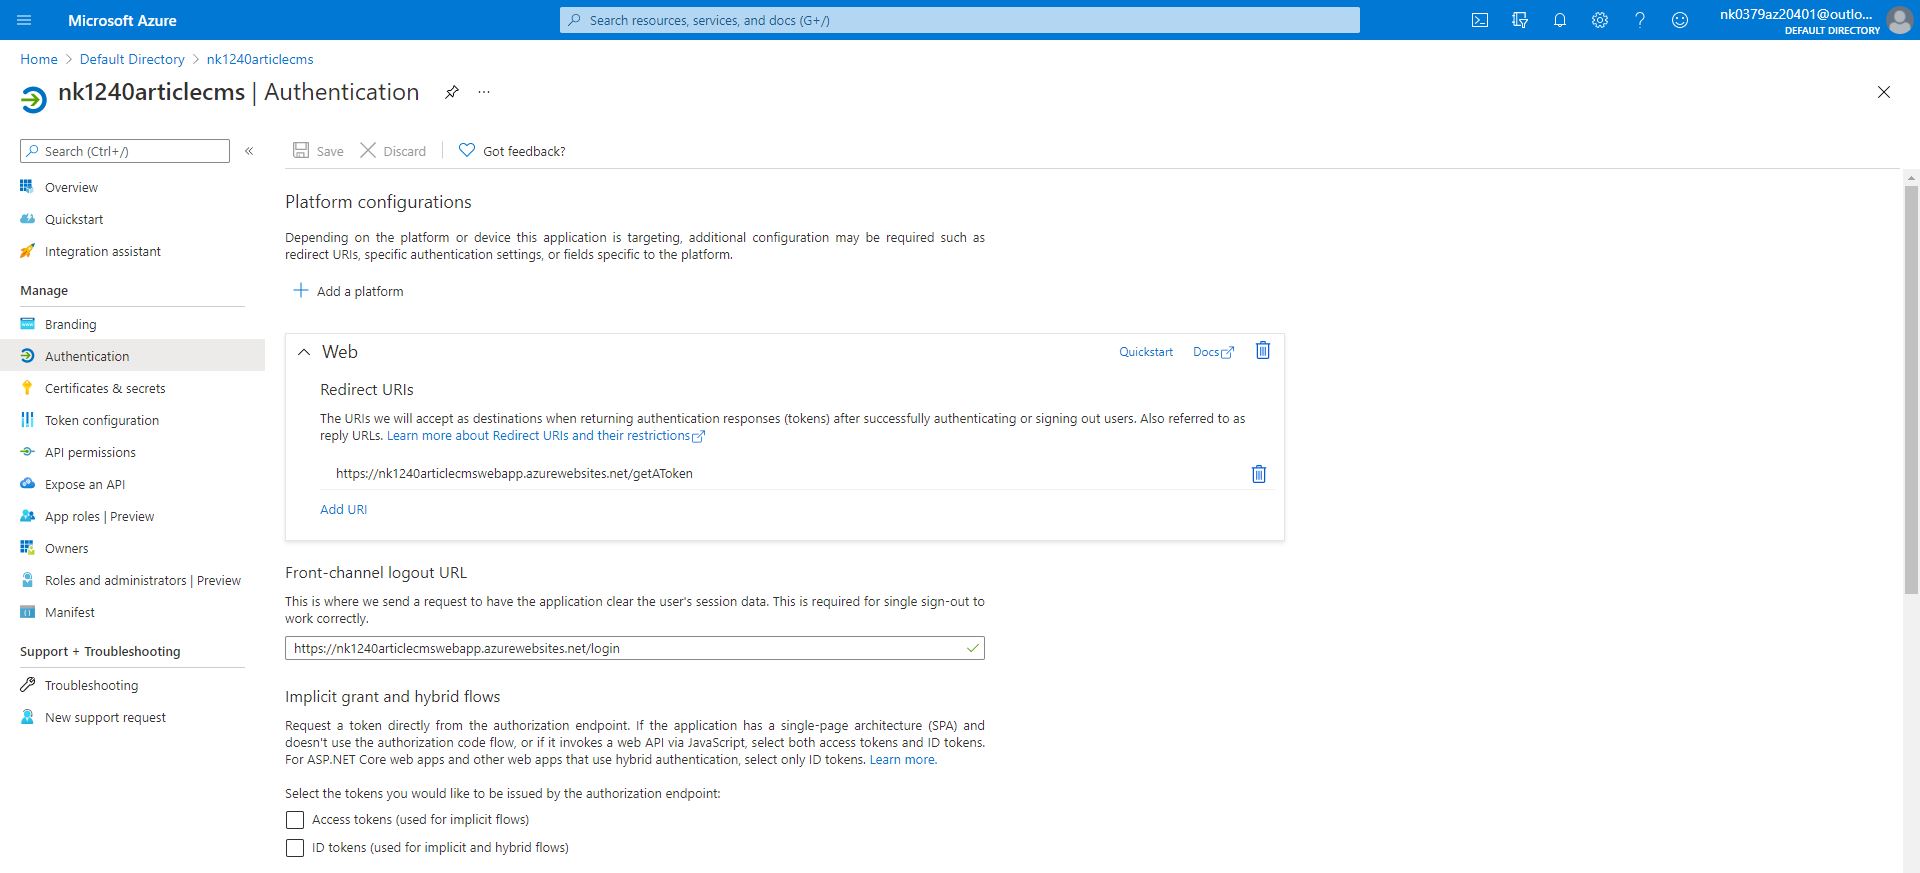 Microsoft Azure
Search resources, services, and docs (G+/)
nk0379az20401@outlo...
DEFAULT DIRECTORY
Home > Default Directory > nk1240articlecms
nk1240articlecms | Authentication
Search (Ctrl+/)
Save
Discard
Got feedback?
Overview
Quickstart
Integration assistant
Manage
Branding
Authentication
Certificates & secrets
Token configuration
API permissions
Expose an API
App roles | Preview
Owners
Roles and administrators | Preview
Manifest
Support + Troubleshooting
Troubleshooting
New support request
Platform configurations
Depending on the platform or device this application is targeting, additional configuration may be required such as
redirect URIs, specific authentication settings, or fields specific to the platform.
Add a platform
Web
Quickstart
Docs
Redirect URIs
The URIs we will accept as destinations when returning authentication responses (tokens) after successfully authenticating or signing out users. Also referred to as
reply URLs. Learn more about Redirect URIs and their restrictions
https://nk1240articlecmswebapp.azurewebsites.net/getAToken
Add URI
Front-channel logout URL
This is where we send a request to have the application clear the user's session data. This is required for single sign-out to
work correctly.
https://nk1240articlecmswebapp.azurewebsites.net/login
Implicit grant and hybrid flows
Request a token directly from the authorization endpoint. If the application has a single-page architecture (SPA) and
doesn't use the authorization code flow, or if it invokes a web API via JavaScript, select both access tokens and ID tokens.
For ASP.NET Core web apps and other web apps that use hybrid authentication, select only ID tokens. Learn more.
Select the tokens you would like to be issued by the authorization endpoint:
Access tokens (used for implicit flows)
ID tokens (used for implicit and hybrid flows)